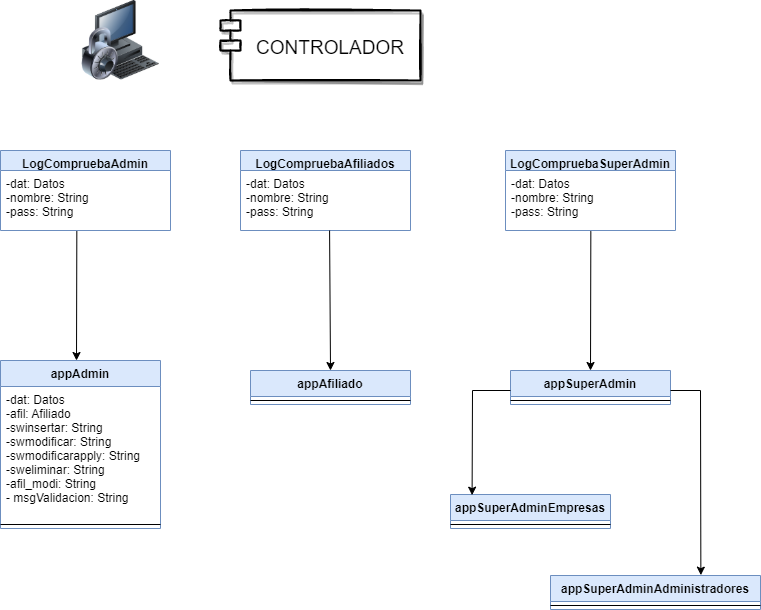 CONTROLADOR
LogCompruebaAdmin
-dat: Datos
-nombre: String
-pass: String
LogCompruebaAfiliados
-dat: Datos
-nombre: String
-pass: String
LogCompruebaSuperAdmin
-dat: Datos
-nombre: String
-pass: String
appAdmin
-dat: Datos
-afil: Afiliado
-swinsertar: String
-swmodificar: String
-swmodificarapply: String
-sweliminar: String
-afil_modi: String
- msgValidacion: String
appAfiliado
appSuperAdmin
appSuperAdminEmpresas
appSuperAdminAdministradores